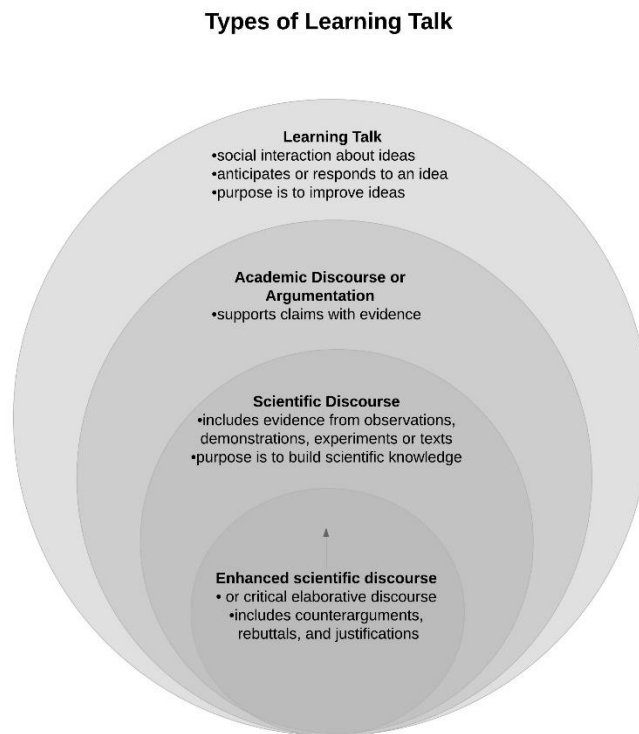 Types of Learning Talk
Learning Talk
•social interaction about ideas
•anticipates or responds to an idea
•purpose is to improve ideas
Academic Discourse or
Argumentation
•supports claims with evidence
Scientific Discourse
•includes evidence from observations,
demonstrations, experiments or texts
•purpose is to build scientific knowledge
Enhanced scientific discourse
• or critical elaborative discourse
•includes counterarguments,
rebuttals, and justifications